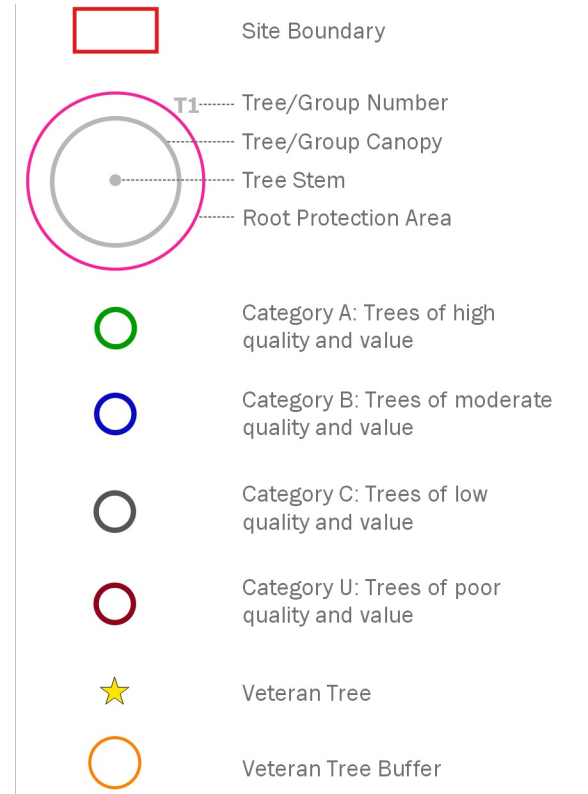 Site Boundary
T1
Tree/Group Number
Tree/Group Canopy
Tree Stem
Root Protection Area
Category A: Trees of high
quality and value
Category B: Trees of moderate
quality and value
Category C: Trees of low
quality and value
Category U: Trees of poor
quality and value
Veteran Tree
Veteran Tree Buffer